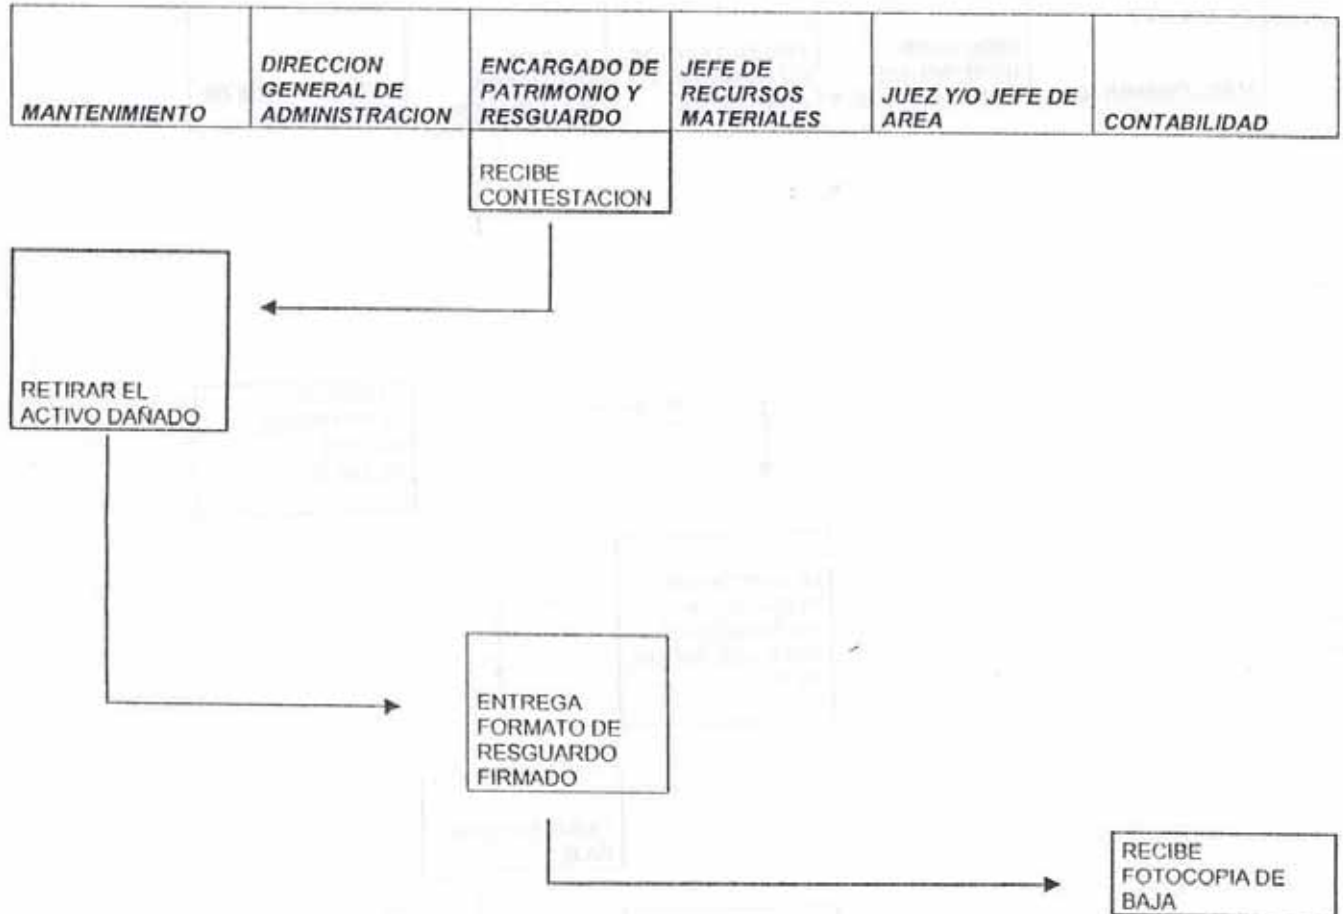 MANTENIMIENTO
DIRECCION
GENERAL DE
ADMINISTRACION
ENCARGADO DE
PATRIMONIO Y
RESGUARDO
JEFE DE
RECURSOS
MATERIALES
JUEZ Y/O JEFE DE
AREA
CONTABILIDAD
RECIBE
CONTESTACION
RETIRAR EL
ACTIVO DAÑADO
ENTREGA
FORMATO DE
RESGUARDO
FIRMADO
RECIBE
FOTOCOPIA DE
BAJA